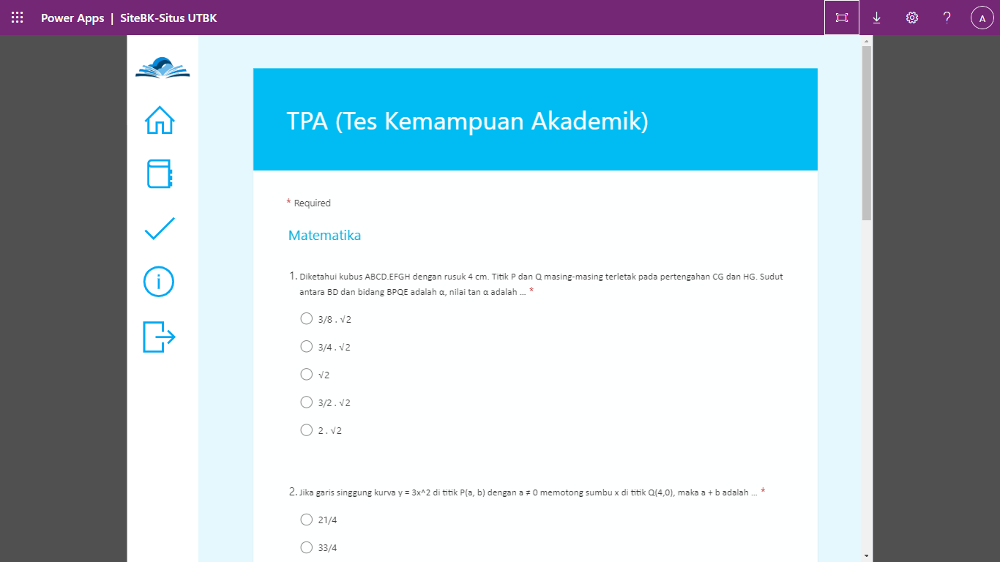 Power Apps | SiteBK-Situs UTBK
? A
TPA (Tes Kemampuan Akademik)
* Required
Matematika
1. Diketahui kubus ABCD.EFGH dengan rusuk 4 cm. Titik P dan Q masing-masing terletak pada pertengahan CG dan HG. Sudut
antara BD dan bidang BPQE adalah α, nilai tan α adalah ... *
3/8 . √2
3/4 . √2
√2
3/2 . √2
2 . √2
2. Jika garis singgung kurva y = 3x^2 di titik P(a, b) dengan a ≠ 0 memotong sumbu x di titik Q(4,0), maka a + b adalah ... *
21/4
33/4